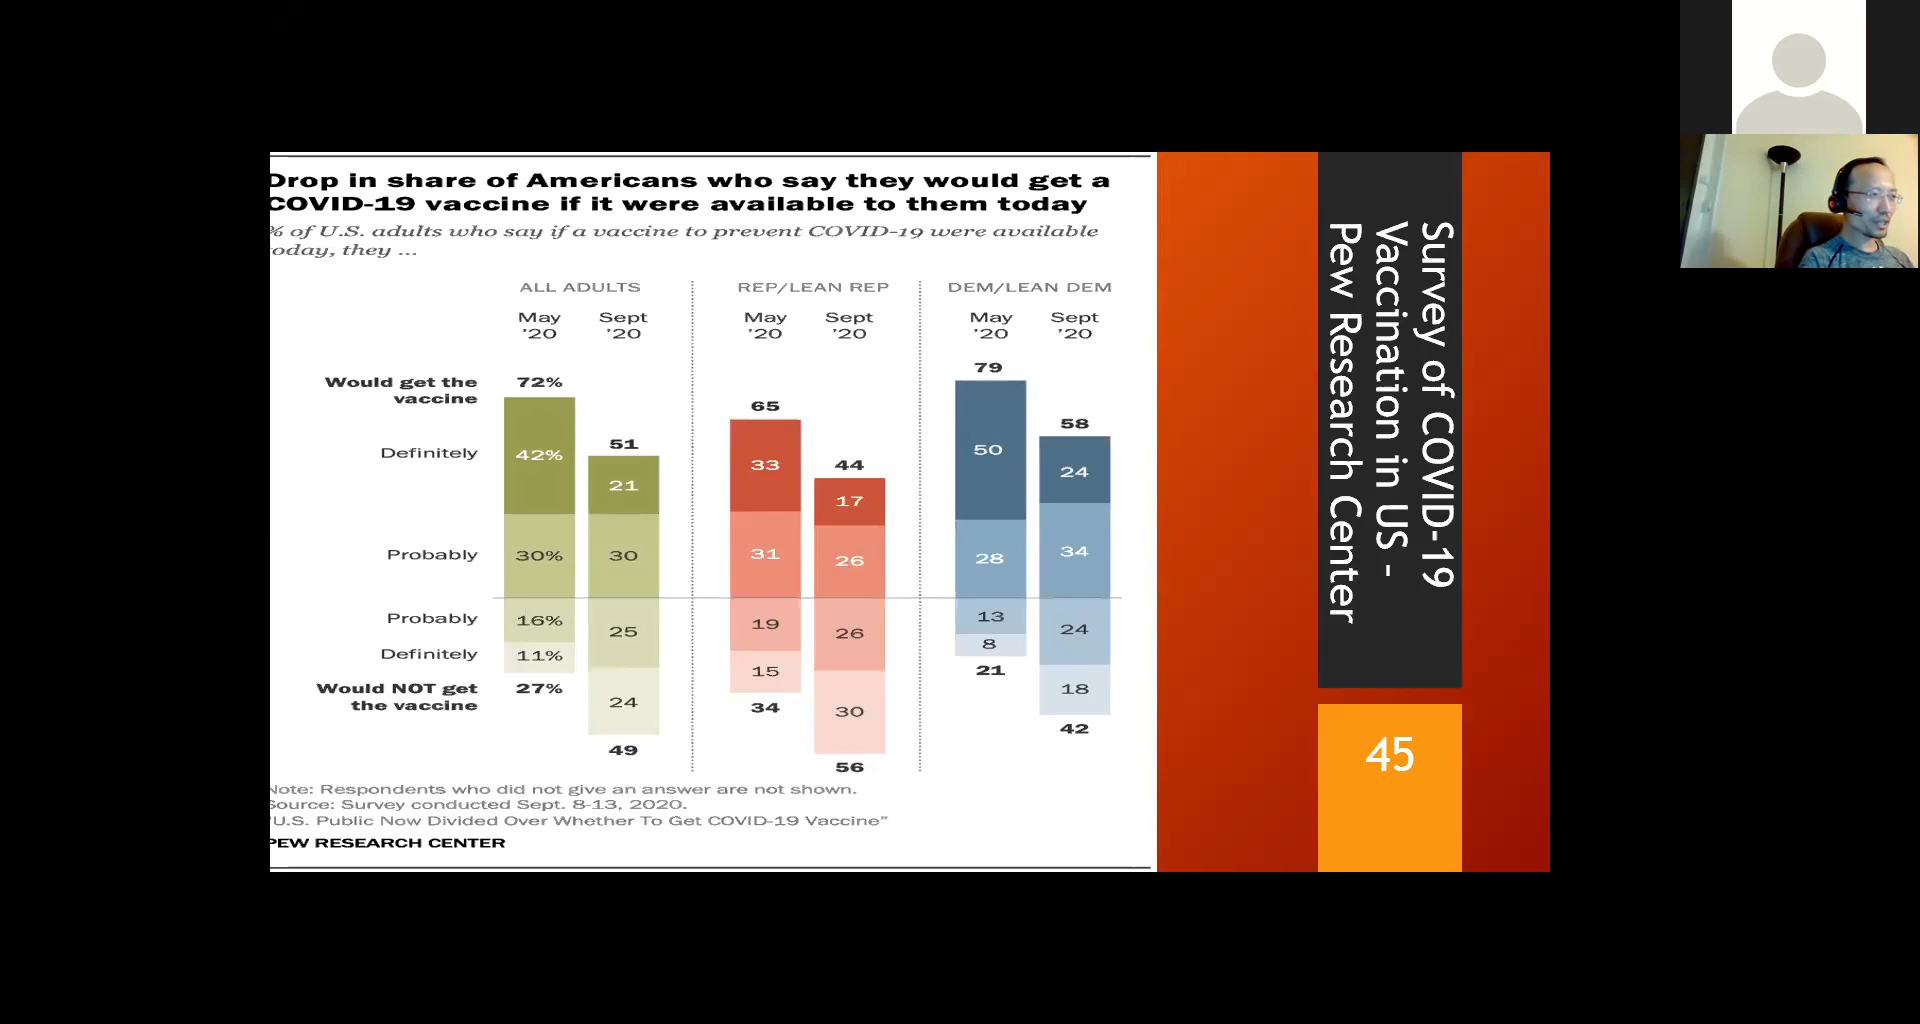 Drop in share of Americans who say they would get a
COVID-19 vaccine if it were available to them today
% of U.S. adults who say if a vaccine to prevent COVID-19 were available
today, they ...
ALL ADULTS REP/LEAN REP DEM/LEAN DEM
May Sept May Sept May Sept
’20 ’20 ’20 ’20 ’20 ’20
79
Would get the 72%
vaccine
65
58
51
44
Definitely 42% 21 33 17 50 24
Probably 30% 30 31 26 28 34
Probably 16% 25 19 26 13 24
Definitely 11% 24 15 30 8 18
Would NOT get 27%
the vaccine
21
34
42
49
56
Note: Respondents who did not give an answer are not shown.
Source: Survey conducted Sept. 8-13, 2020.
"U.S. Public Now Divided Over Whether To Get COVID-19 Vaccine"
PEW RESEARCH CENTER
Survey of COVID-19
Vaccination in US -
Pew Research Center
45